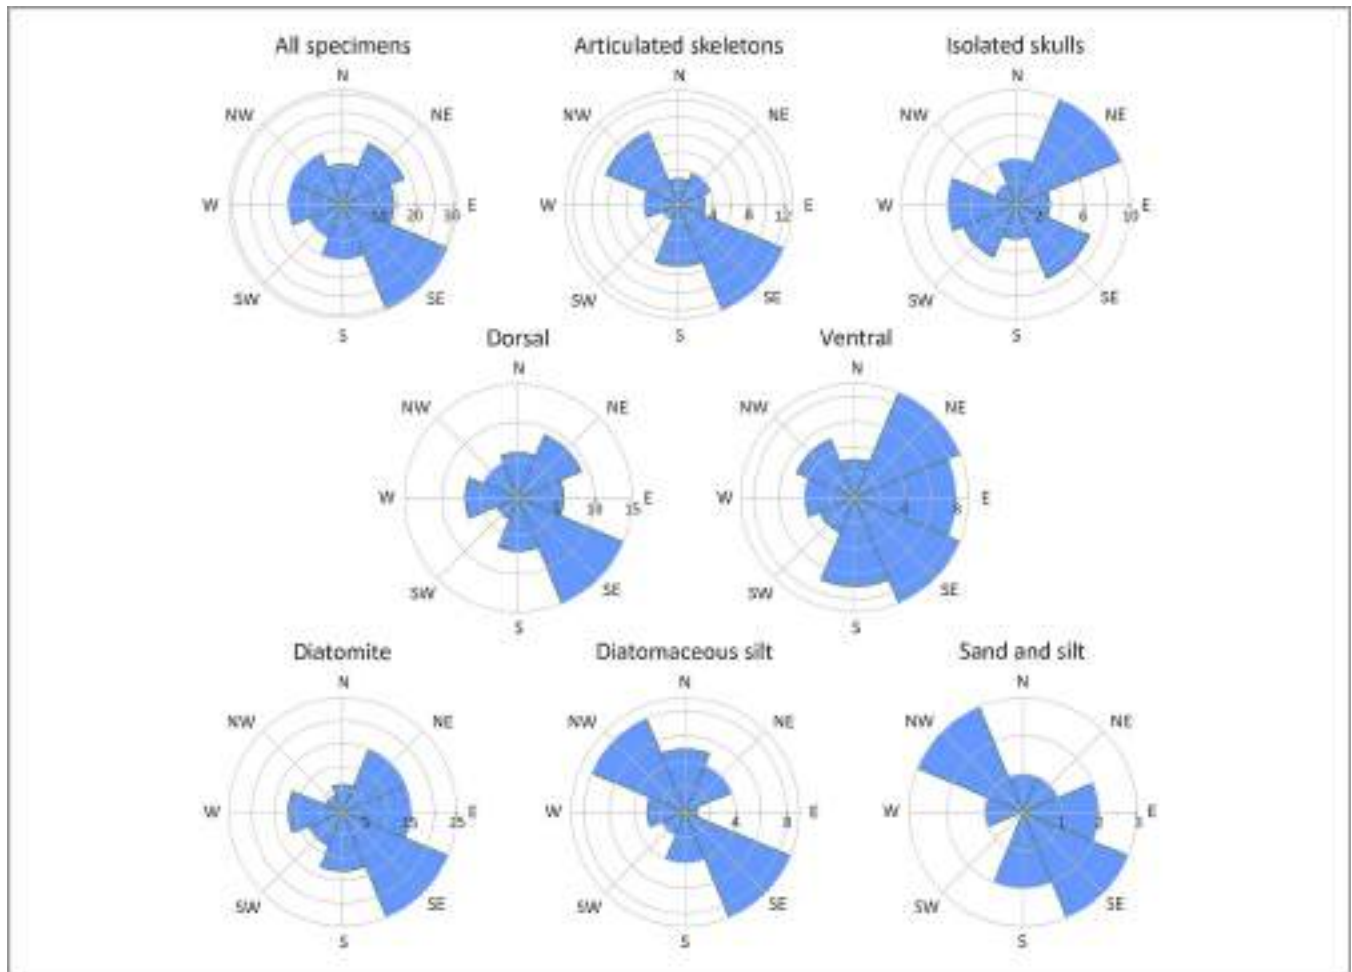 All specimens Articulated skeletons Isolated skulls
N N N
NW NE NW NE NW NE
W 10 20 30 E W 4 8 12 E W 2 6 10 E
SW SE SW SE SW SE
S S S
Dorsal Ventral
N N
NW NE NW NE
W 5 10 15 E W 4 8 E
SW SE SW SE
S S
Diatomite Diatomaceous silt Sand and silt
N N N
NW NE NW NE NW NE
W 5 15 25 E W 4 8 E W 1 2 3 E
SW SE SW SE SW SE
S S S